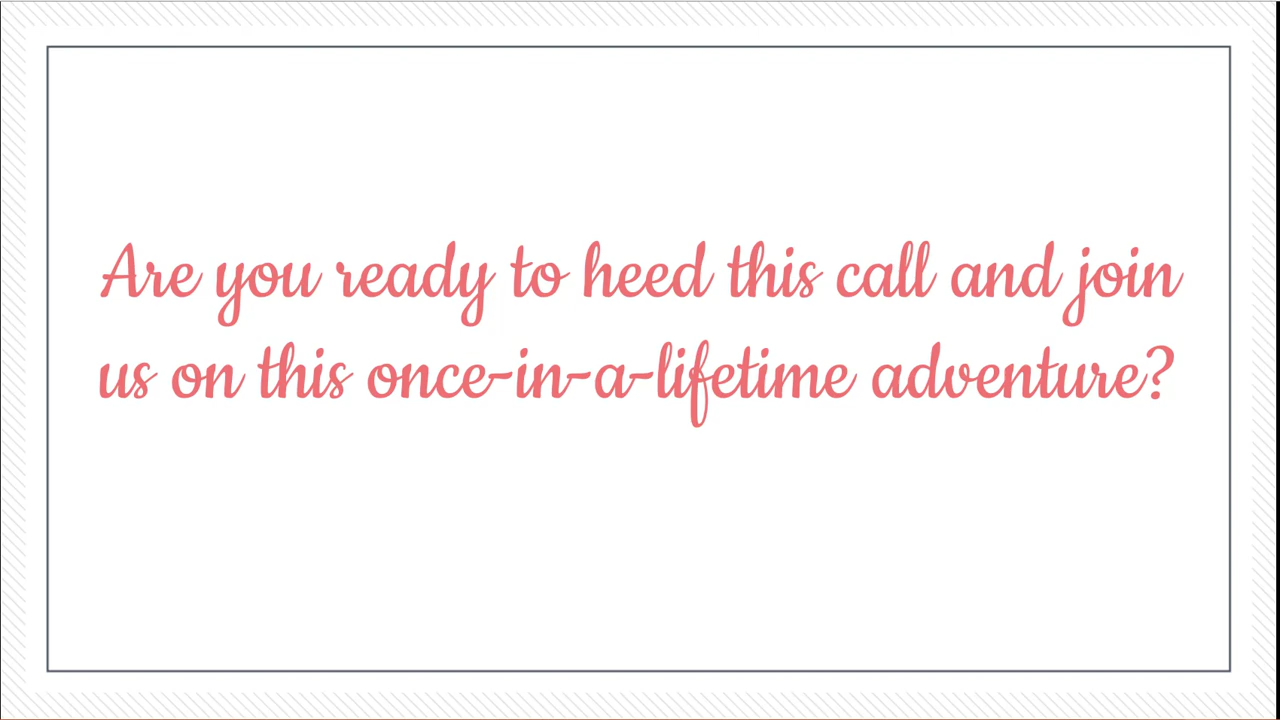 Are you ready to heed this call and join
us on this once-in-a-lifetime adventure?